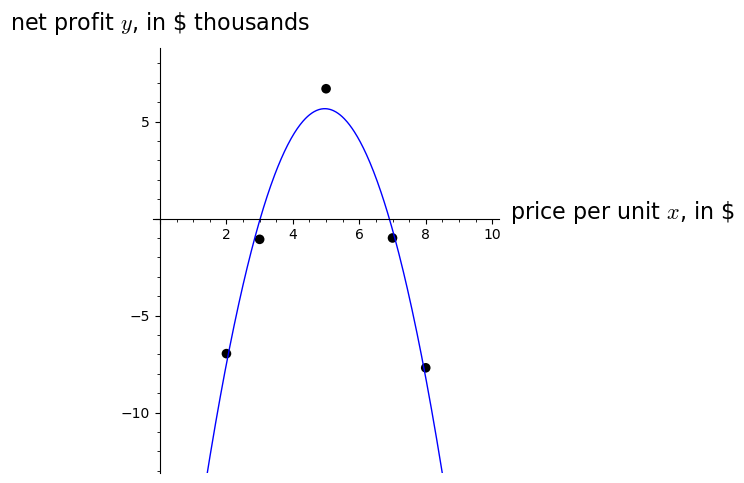 net profit y, in $ thousands
5
price per unit x, in $
2 4 6 8 10
−5
−10